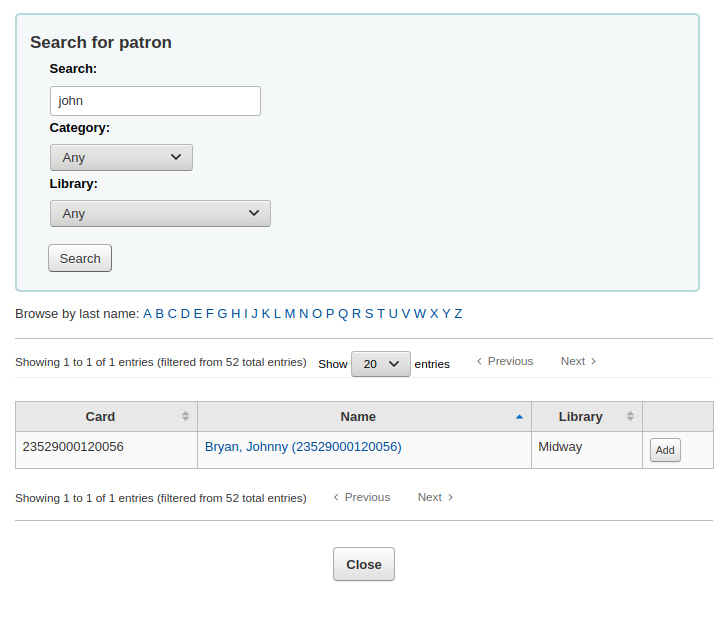 Search for patron
Search:
john
Category:
Any
Library:
Any
Search
Browse by last name: A B C D E F G H I J K L M N O P Q R S T U V W X Y Z
Showing 1 to 1 of 1 entries (filtered from 52 total entries) Show 20 entries Previous Next
Card Name Library
23529000120056 Bryan, Johnny (23529000120056) Midway Add
Showing 1 to 1 of 1 entries (filtered from 52 total entries) Previous Next
Close